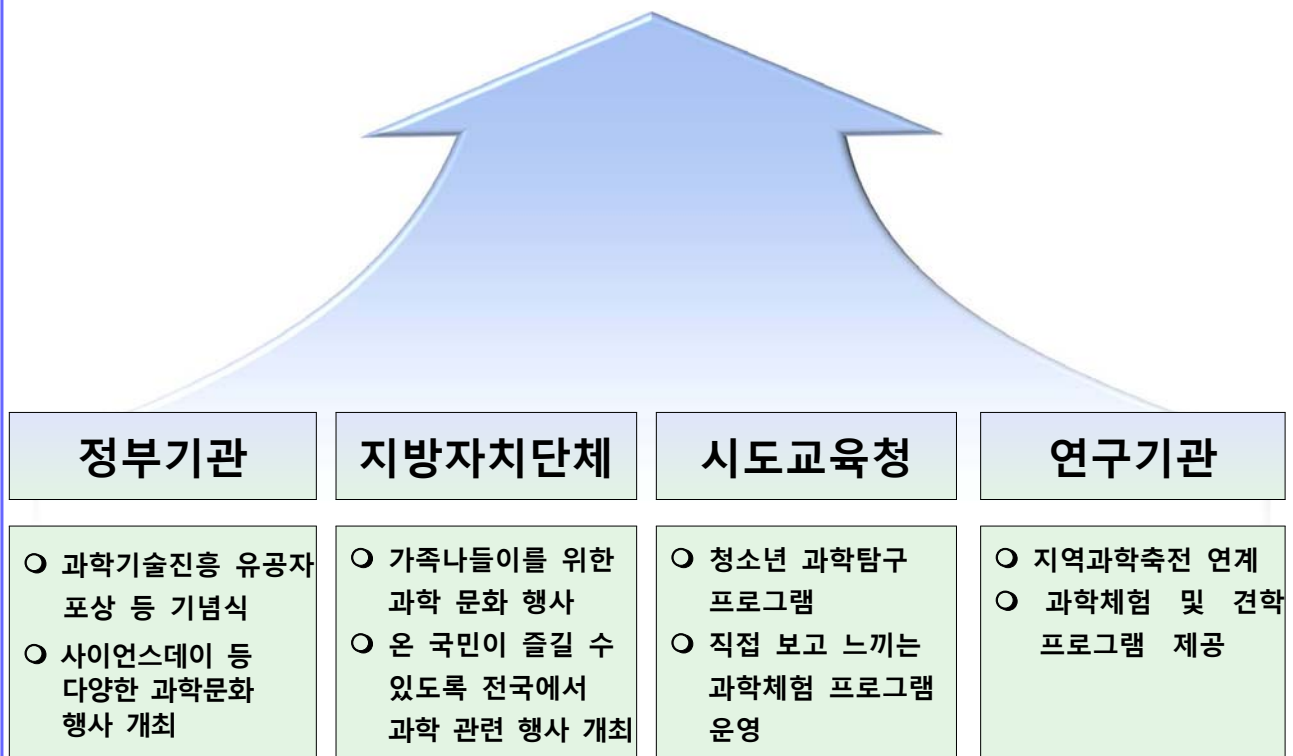 정부기관
지방자치단체
시도교육청
연구기관
❍ 과학기술진흥 유공자
포상 등 기념식
❍ 사이언스데이 등
다양한 과학문화
행사 개최
❍ 가족나들이를 위한
과학 문화 행사
❍ 온 국민이 즐길 수
있도록 전국에서
과학 관련 행사 개최
❍ 청소년 과학탐구
프로그램
❍ 직접 보고 느끼는
과학체험 프로그램
운영
❍ 지역과학축전 연계
❍ 과학체험 및 견학
프로그램 제공